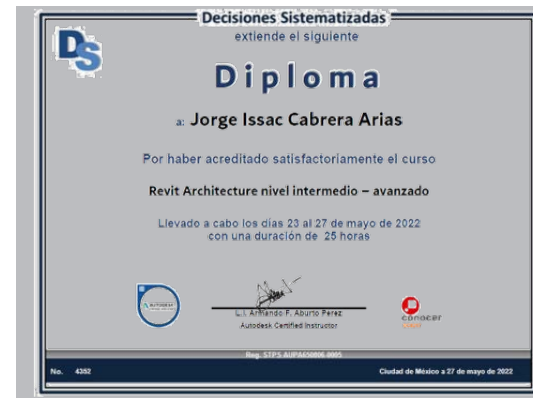 Decisiones Sistematizadas
DS
extiende el siguiente
Diploma
a: Jorge Issac Cabrera Arias
Por haber acreditado satisfactoriamente el curso
Revit Architecture nivel intermedio – avanzado
Llevado a cabo los días 23 al 27 de mayo de 2022
con una duración de 25 horas
AUTODESK
L.I. Armando F. Aburto Perez
Autodesk Certified Instructor
conocer
Reg. STPS AUPA650806-0005
No. 4352
Ciudad de México a 27 de mayo de 2022